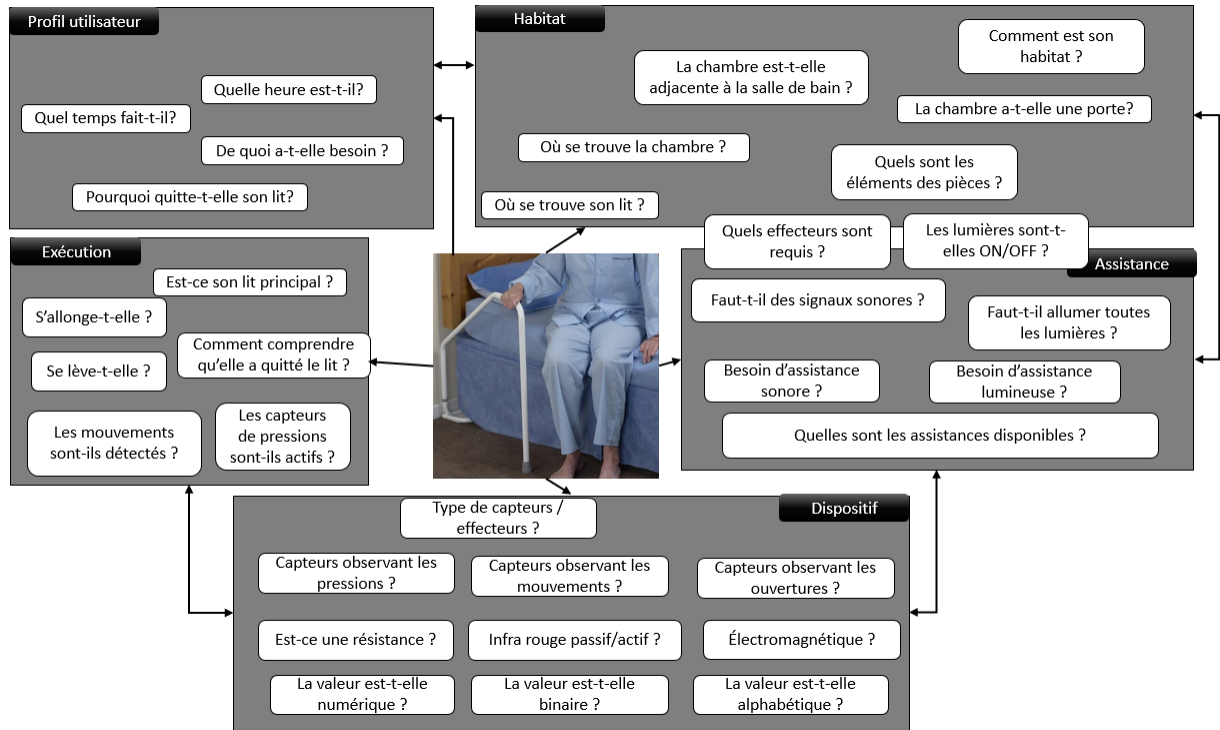 Profil utilisateur
Quelle heure est-t-il?
Quel temps fait-t-il?
De quoi a-t-elle besoin ?
Pourquoi quitte-t-elle son lit?
Habitat
Comment est son
habitat ?
La chambre est-t-elle
adjacente à la salle de bain ?
La chambre a-t-elle une porte?
Où se trouve la chambre ?
Quels sont les
éléments des pièces ?
Où se trouve son lit ?
Exécution
Est-ce son lit principal ?
S’allonge-t-elle ?
Comment comprendre
qu’elle a quitté le lit ?
Se lève-t-elle ?
Les mouvements
sont-ils détectés ?
Les capteurs
de pressions
sont-ils actifs ?
Assistance
Quels effecteurs sont
requis ?
Les lumières sont-t-
elles ON/OFF ?
Faut-t-il des signaux sonores ?
Faut-t-il allumer toutes
les lumières ?
Besoin d’assistance
sonore ?
Besoin d’assistance
lumineuse ?
Quelles sont les assistances disponibles ?
Dispositif
Type de capteurs /
effecteurs ?
Capteurs observant les
pressions ?
Capteurs observant les
mouvements ?
Capteurs observant les
ouvertures ?
Est-ce une résistance ?
Infra rouge passif/actif ?
Électromagnétique ?
La valeur est-t-elle
numérique ?
La valeur est-t-elle
binaire ?
La valeur est-t-elle
alphabétique ?